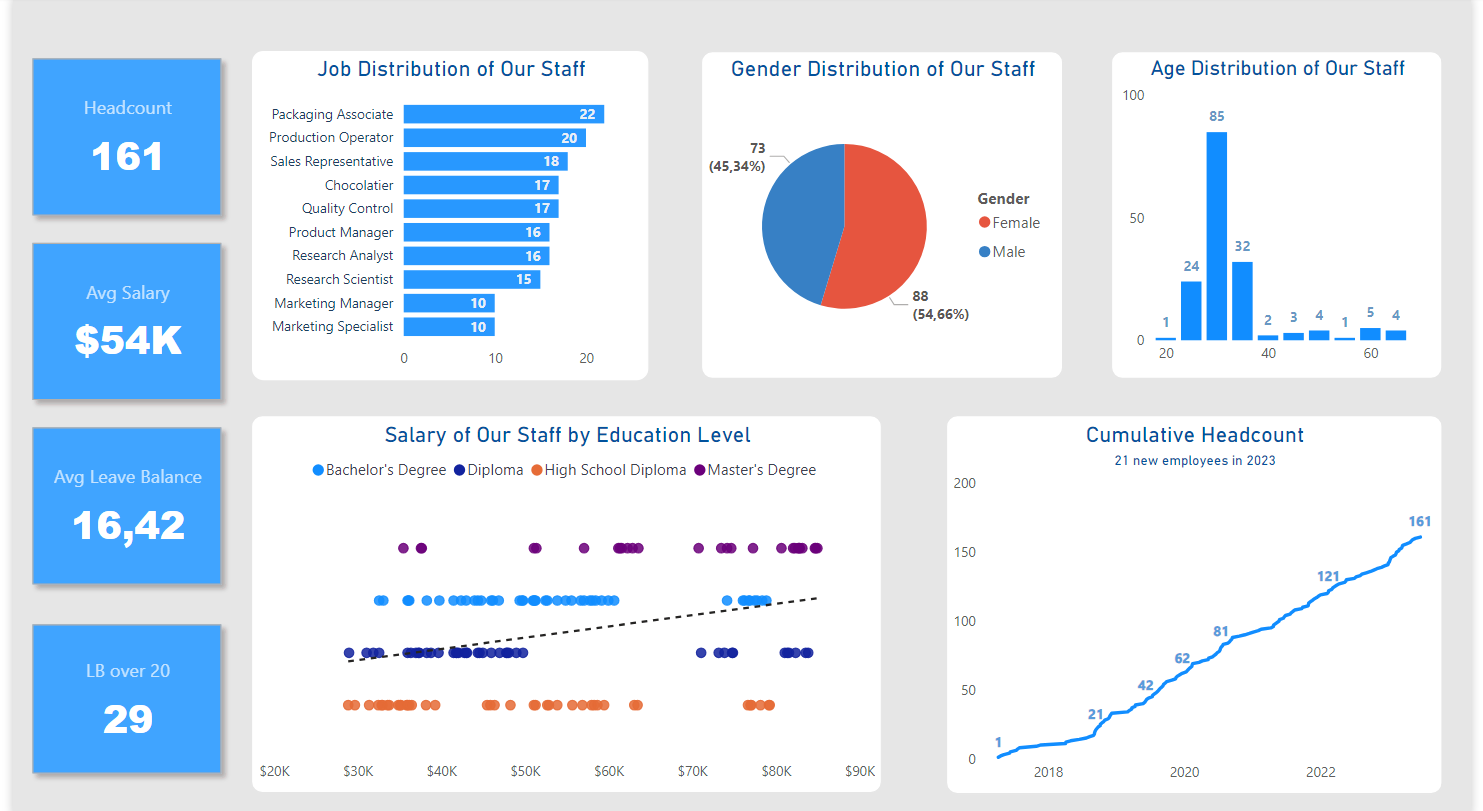 Headcount
161
Avg Salary
$54K
Avg Leave Balance
16,42
LB over 20
29
Job Distribution of Our Staff
Packaging Associate 22
Production Operator 20
Sales Representative 18
Chocolatier 17
Quality Control 17
Product Manager 16
Research Analyst 16
Research Scientist 15
Marketing Manager 10
Marketing Specialist 10
0 10 20
Gender Distribution of Our Staff
73
(45,34%)
88
(54,66%)
Gender
Female
Male
Age Distribution of Our Staff
100
50
0
1 24 85 32 2 3 4 1 5 4
20 40 60
Salary of Our Staff by Education Level
Bachelor's Degree Diploma High School Diploma Master's Degree
$20K $30K $40K $50K $60K $70K $80K $90K
Cumulative Headcount
21 new employees in 2023
200
150
100
50
0
1 21 42 62 81 121 161
2018 2020 2022